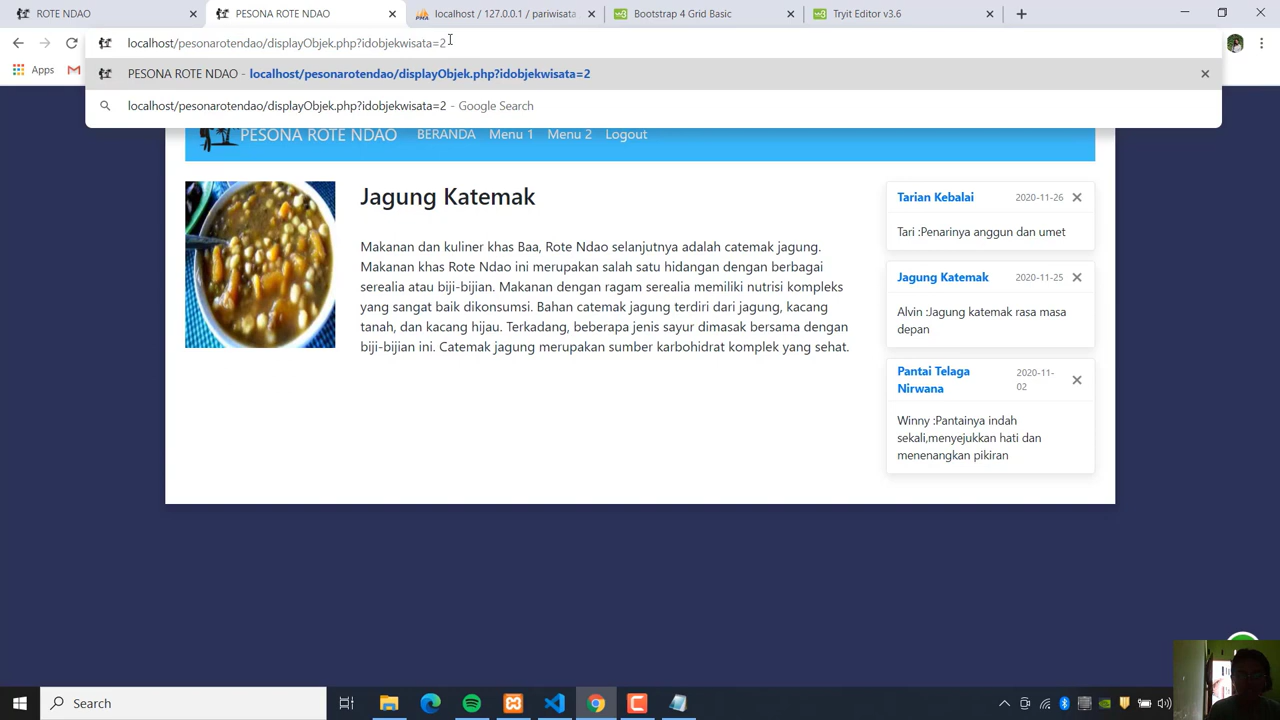 ROTE NDAO
PESONA ROTE NDAO
localhost / 127.0.0.1 / pariwisata
Bootstrap 4 Grid Basic
Tryit Editor v3.6
localhost/pesonarotendao/displayObjek.php?idobjekwisata=2
Apps
PESONA ROTE NDAO - localhost/pesonarotendao/displayObjek.php?idobjekwisata=2
localhost/pesonarotendao/displayObjek.php?idobjekwisata=2 - Google Search
PESONA ROTE NDAO BERANDA Menu 1 Menu 2 Logout
Jagung Katemak
Makanan dan kuliner khas Baa, Rote Ndao selanjutnya adalah catemak jagung.
Makanan khas Rote Ndao ini merupakan salah satu hidangan dengan berbagai
serealia atau biji-bijian. Makanan dengan ragam serealia memiliki nutrisi kompleks
yang sangat baik dikonsumsi. Bahan catemak jagung terdiri dari jagung, kacang
tanah, dan kacang hijau. Terkadang, beberapa jenis sayur dimasak bersama dengan
biji-bijian ini. Catemak jagung merupakan sumber karbohidrat komplek yang sehat.
Tarian Kebalai 2020-11-26
Tari :Penarinya anggun dan umet
Jagung Katemak 2020-11-25
Alvin :Jagung katemak rasa masa
depan
Pantai Telaga
Nirwana
2020-11-
02
Winny :Pantainya indah
sekali,menyejukkan hati dan
menenangkan pikiran
Search